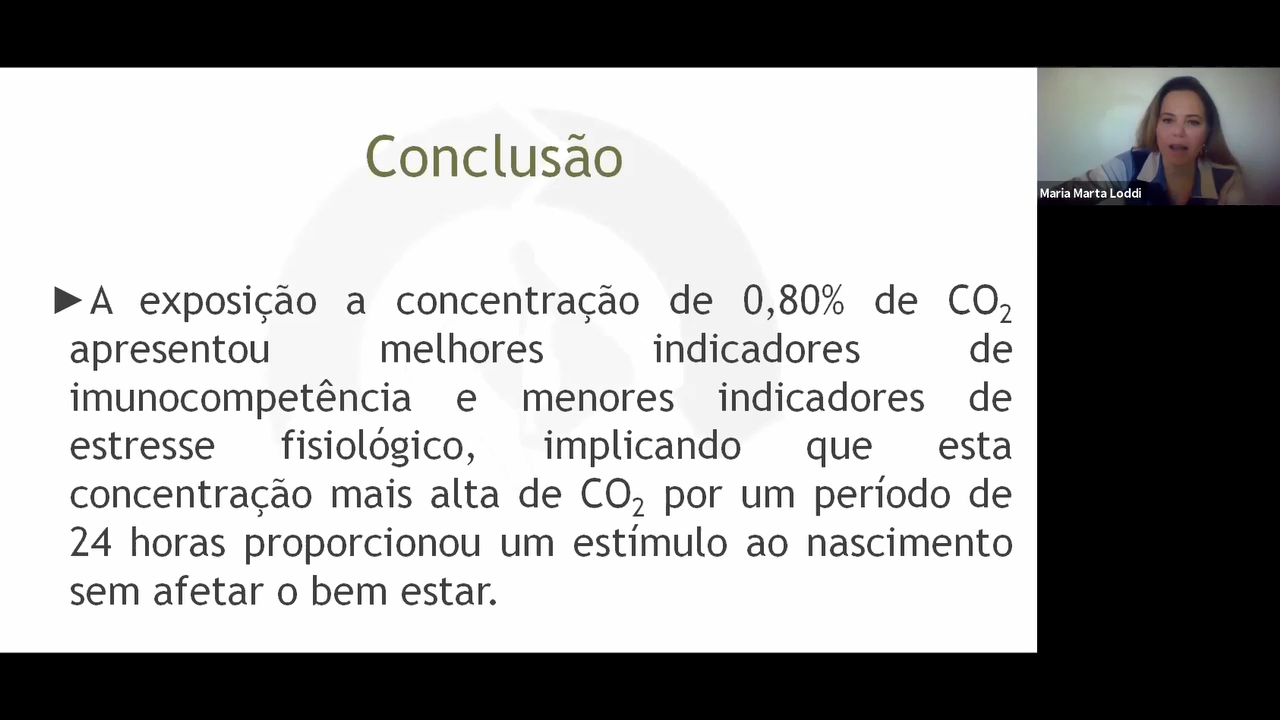 Conclusão
►A exposição a concentração de 0,80% de CO₂
apresentou melhores indicadores de
imunocompetência e menores indicadores de
estresse fisiológico, implicando que esta
concentração mais alta de CO₂ por um período de
24 horas proporcionou um estímulo ao nascimento
sem afetar o bem estar.
Maria Marta Loddi